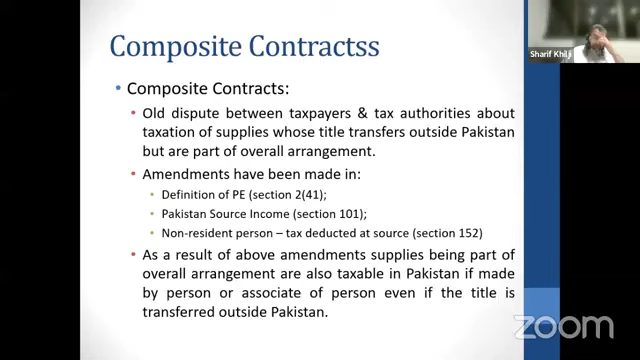 Composite Contractss
Sharif Khilji
• Composite Contracts:
• Old dispute between taxpayers & tax authorities about
taxation of supplies whose title transfers outside Pakistan
but are part of overall arrangement.
• Amendments have been made in:
• Definition of PE (section 2(41);
• Pakistan Source Income (section 101);
• Non-resident person – tax deducted at source (section 152)
• As a result of above amendments supplies being part of
overall arrangement are also taxable in Pakistan if made
by person or associate of person even if the title is
transferred outside Pakistan.
zoom